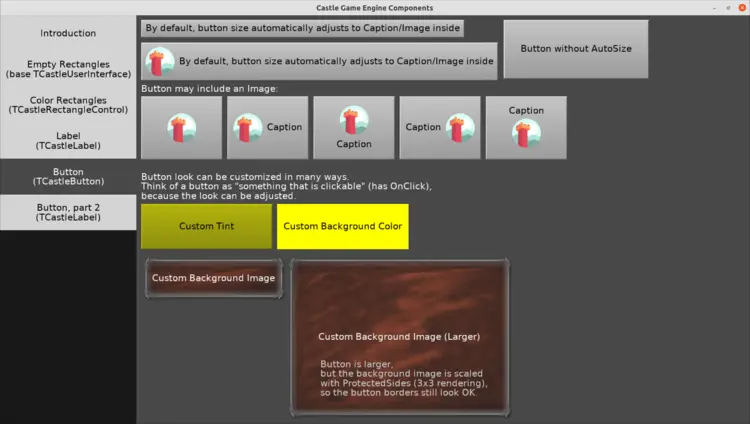 Castle Game Engine Components
Introduction
Empty Rectangles
(base TCastleUserInterface)
Color Rectangles
(TCastleRectangleControl)
Label
(TCastleLabel)
Button
(TCastleButton)
Button, part 2
(TCastleLabel)
By default, button size automatically adjusts to Caption/Image inside
By default, button size automatically adjusts to Caption/Image inside
Button without AutoSize
Button may include an Image:
Caption
Caption
Caption
Caption
Button look can be customized in many ways.
Think of a button as "something that is clickable" (has OnClick),
because the look can be adjusted.
Custom Tint
Custom Background Color
Custom Background Image
Custom Background Image (Larger)
Button is larger,
but the background image is scaled
with ProtectedSides (3x3 rendering),
so the button borders still look OK.